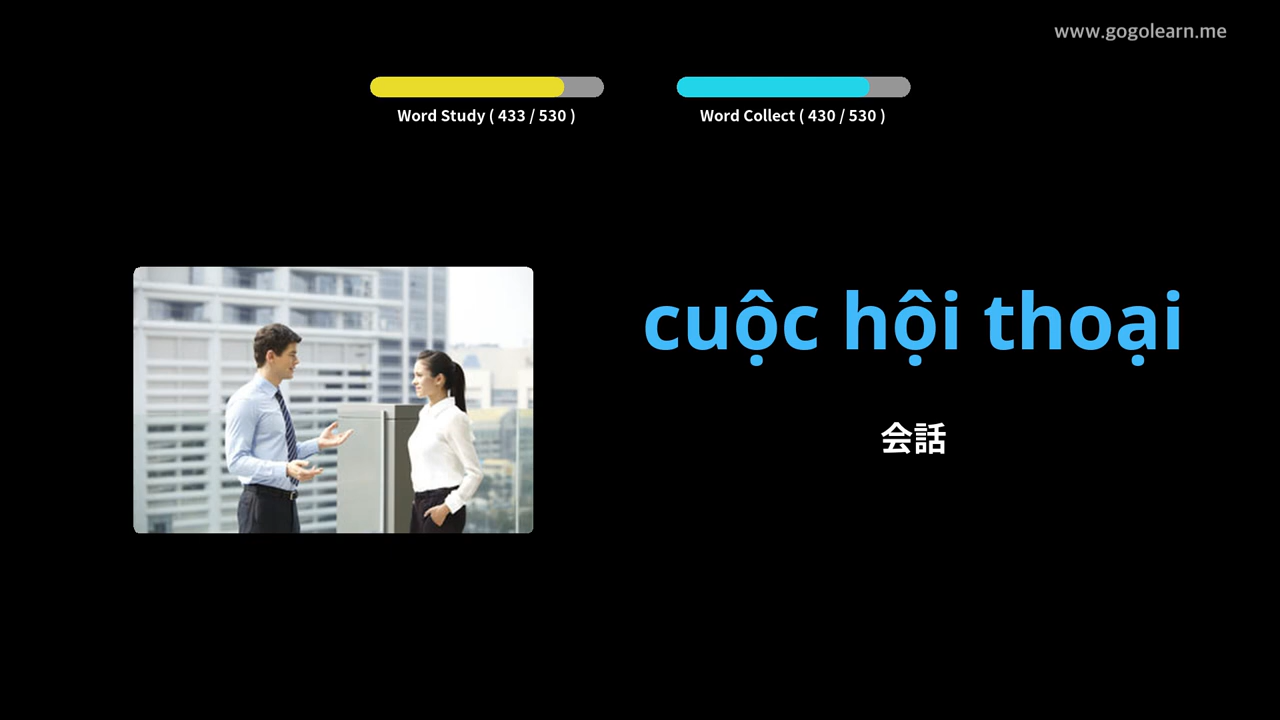 www.gogolearn.me
Word Study ( 433 / 530 )
Word Collect ( 430 / 530 )
cuộc hội thoại
会話